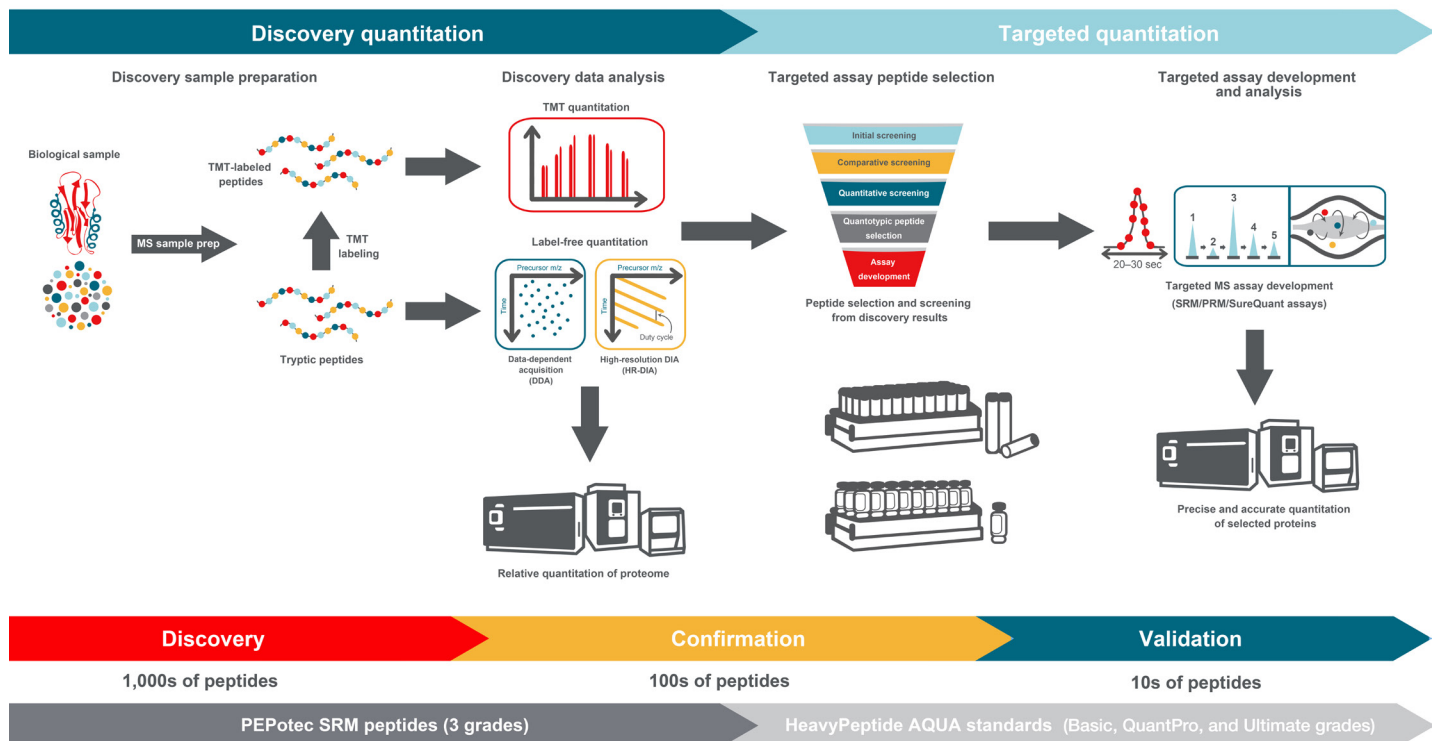 Discovery quantitation
Targeted quantitation
Discovery sample preparation
Discovery data analysis
Targeted assay peptide selection
Targeted assay development
and analysis
Biological sample
MS sample prep
TMT-labeled
peptides
TMT
labeling
Tryptic peptides
TMT quantitation
Label-free quantitation
Precursor m/z
Time
Data-dependent
acquisition
(DDA)
Precursor m/z
Time
Duty cycle
High-resolution DIA
(HR-DIA)
Relative quantitation of proteome
Initial screening
Comparative screening
Quantitative screening
Quantotypic peptide
selection
Assay
development
Peptide selection and screening
from discovery results
20–30 sec
1
2
3
4
5
Targeted MS assay development
(SRM/PRM/SureQuant assays)
Precise and accurate quantitation
of selected proteins
Discovery
Confirmation
Validation
1,000s of peptides
100s of peptides
10s of peptides
PEPotec SRM peptides (3 grades)
HeavyPeptide AQUA standards (Basic, QuantPro, and Ultimate grades)